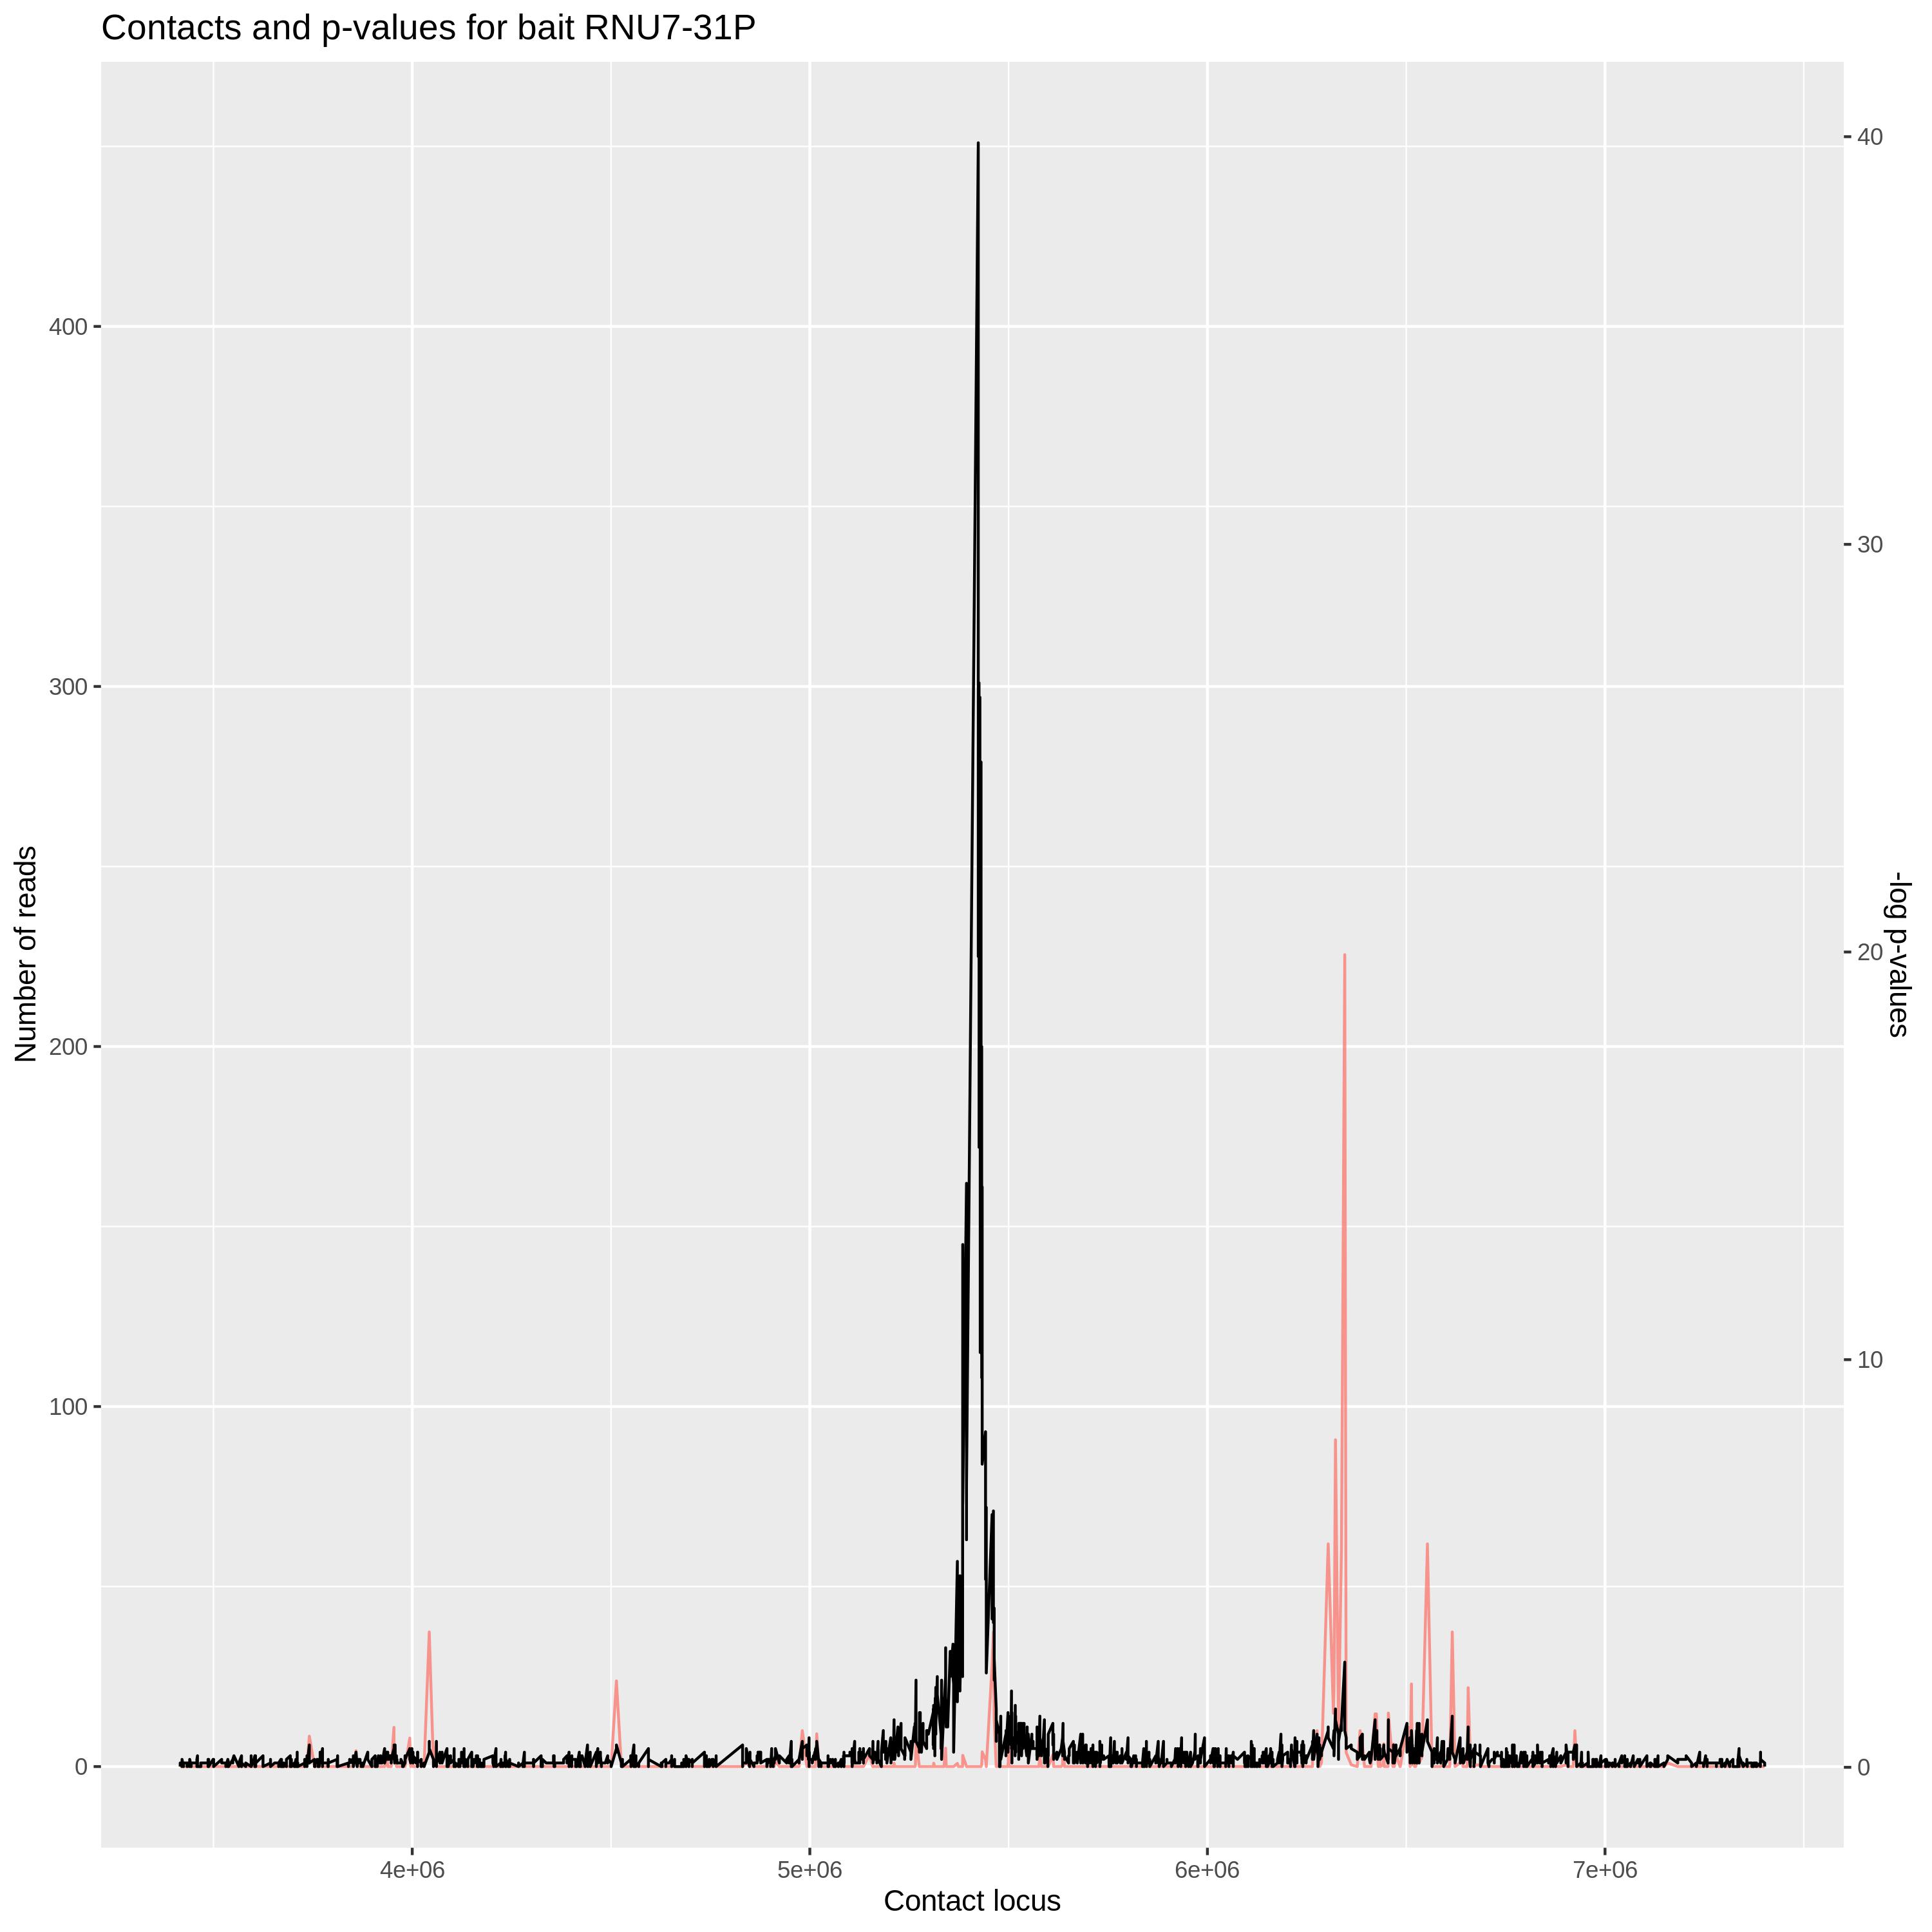 Contacts and p-values for bait RNU7-31P
40
400
30
300
Number of reads
-log p-values
20
200
10
100
0
0
4e+06
5e+06
6e+06
7e+06
Contact locus